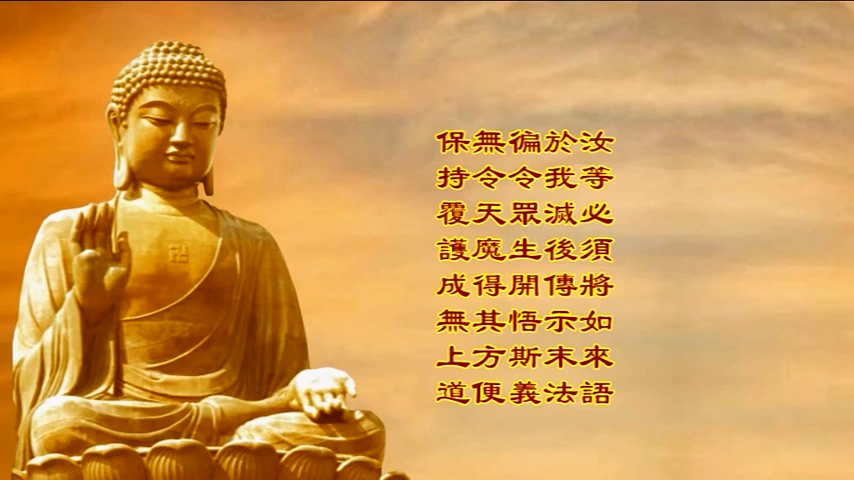 汝等必須將如來語
於我滅後傳示末法
徧令眾生開悟斯義
無令天魔得其方便
保持覆護成無上道